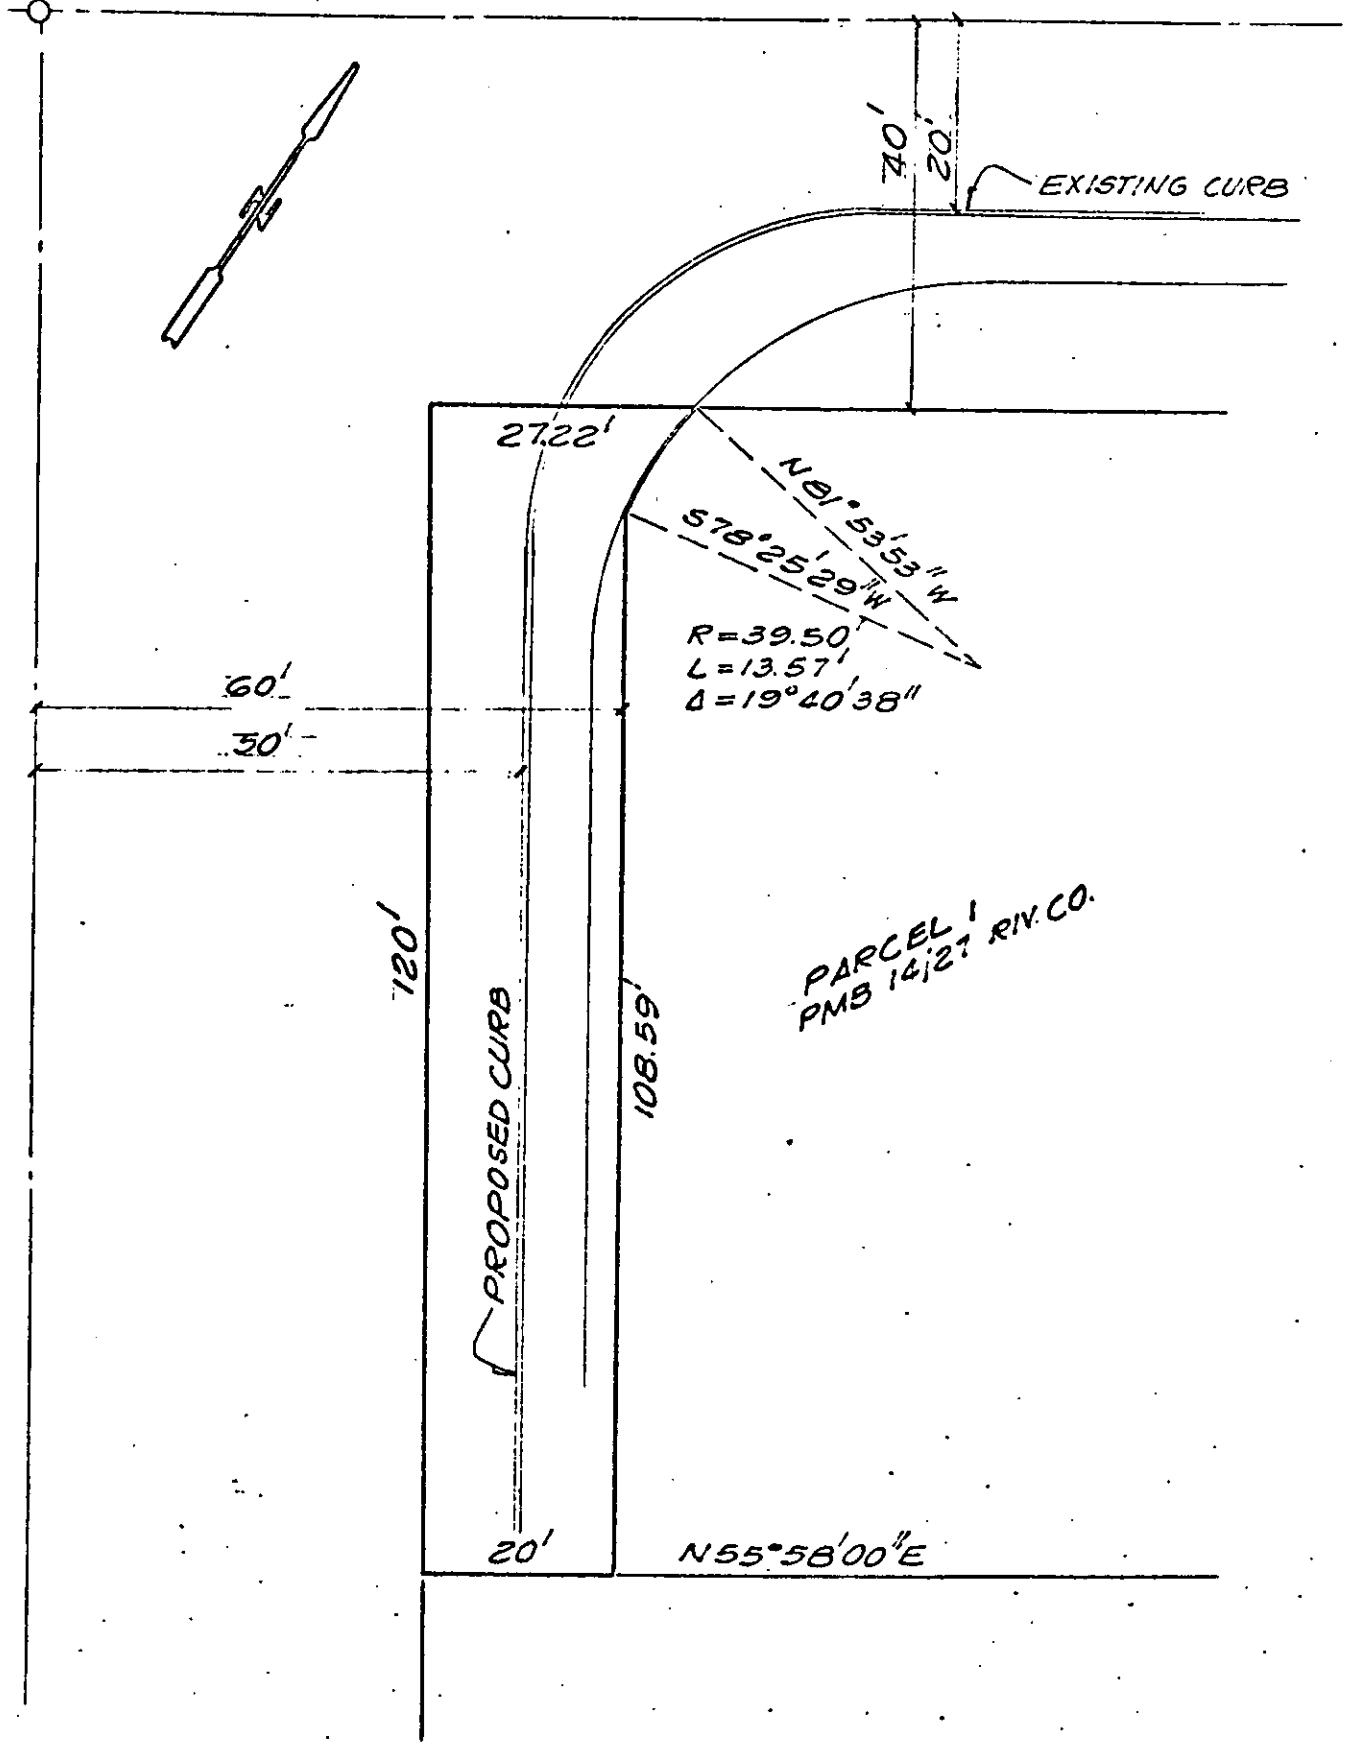 40'
20'
EXISTING CURB
27.22'
N81°53'53"W
S78°25'29"W
R=39.50'
L=13.57'
Δ=19°40'38"
60'
50'
120'
PARCEL 1
PMB 14/27 RIV. CO.
108.59'
PROPOSED CURB
20'
N55°58'00"E